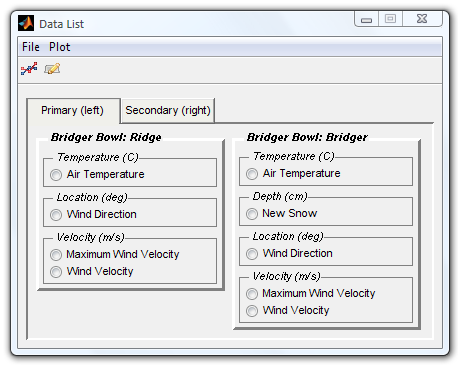 Data List
File Plot
Primary (left) Secondary (right)
Bridger Bowl: Ridge
Temperature (C)
Air Temperature
Location (deg)
Wind Direction
Velocity (m/s)
Maximum Wind Velocity
Wind Velocity
Bridger Bowl: Bridger
Temperature (C)
Air Temperature
Depth (cm)
New Snow
Location (deg)
Wind Direction
Velocity (m/s)
Maximum Wind Velocity
Wind Velocity